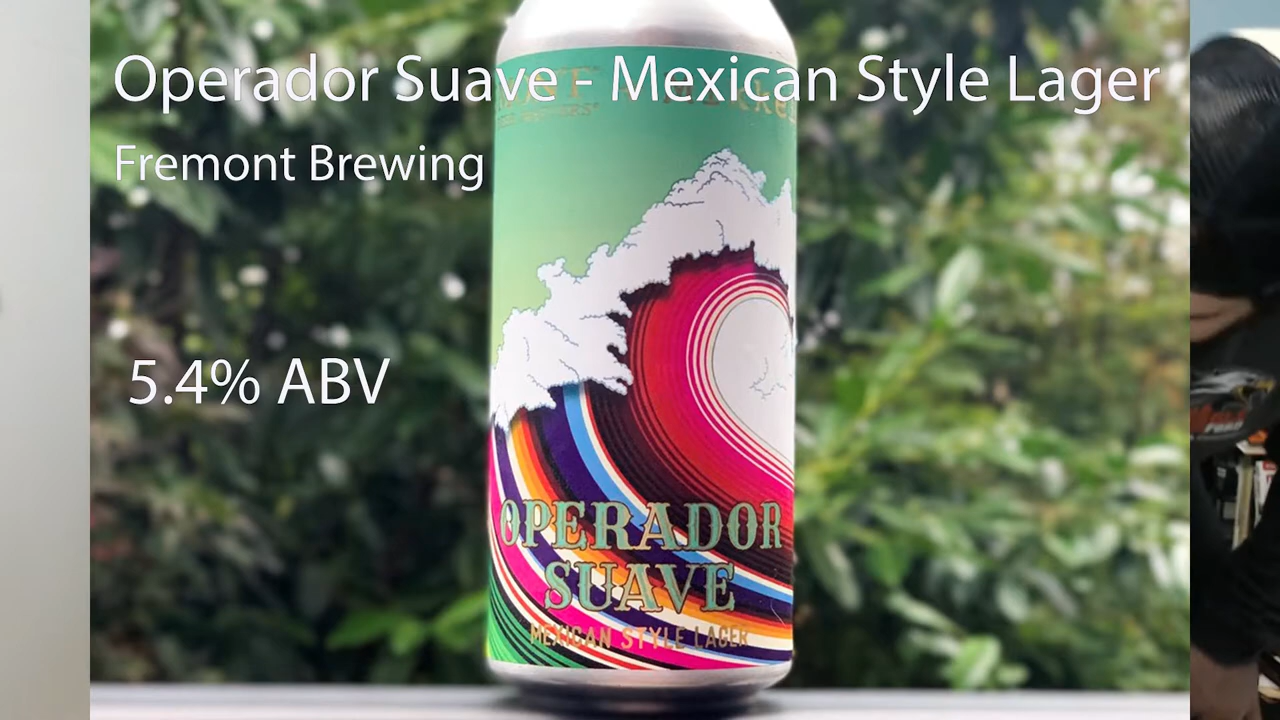 Operador Suave - Mexican Style Lager
Fremont Brewing
5.4% ABV
OPERADOR
SUAVE
MEXICAN STYLE LAGER